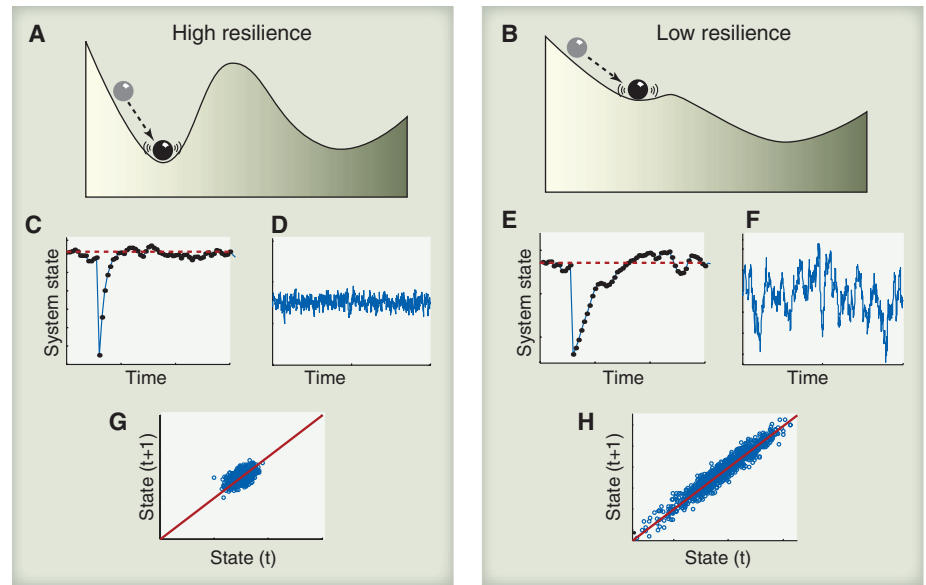 A
High resilience
C
D
System state
Time
Time
G
State (t+1)
State (t)
B
Low resilience
E
F
System state
Time
Time
H
State (t+1)
State (t)